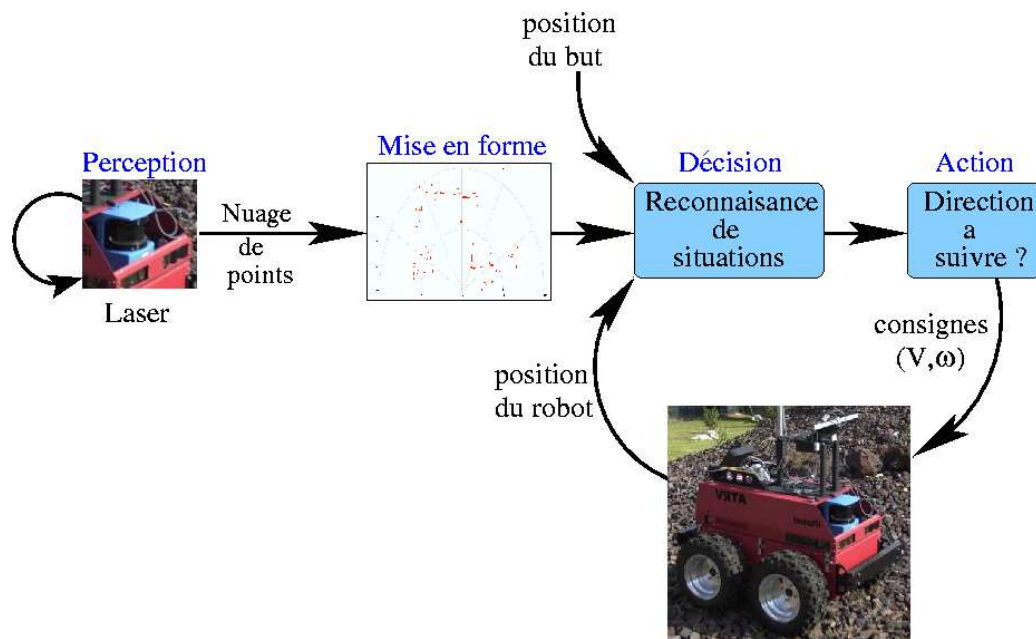 position
du but
Perception
Mise en forme
Décision
Action
Nuage
de
points
Reconnaisance
de
situations
Direction
a
suivre ?
Laser
consignes
(V,ω)
position
du robot